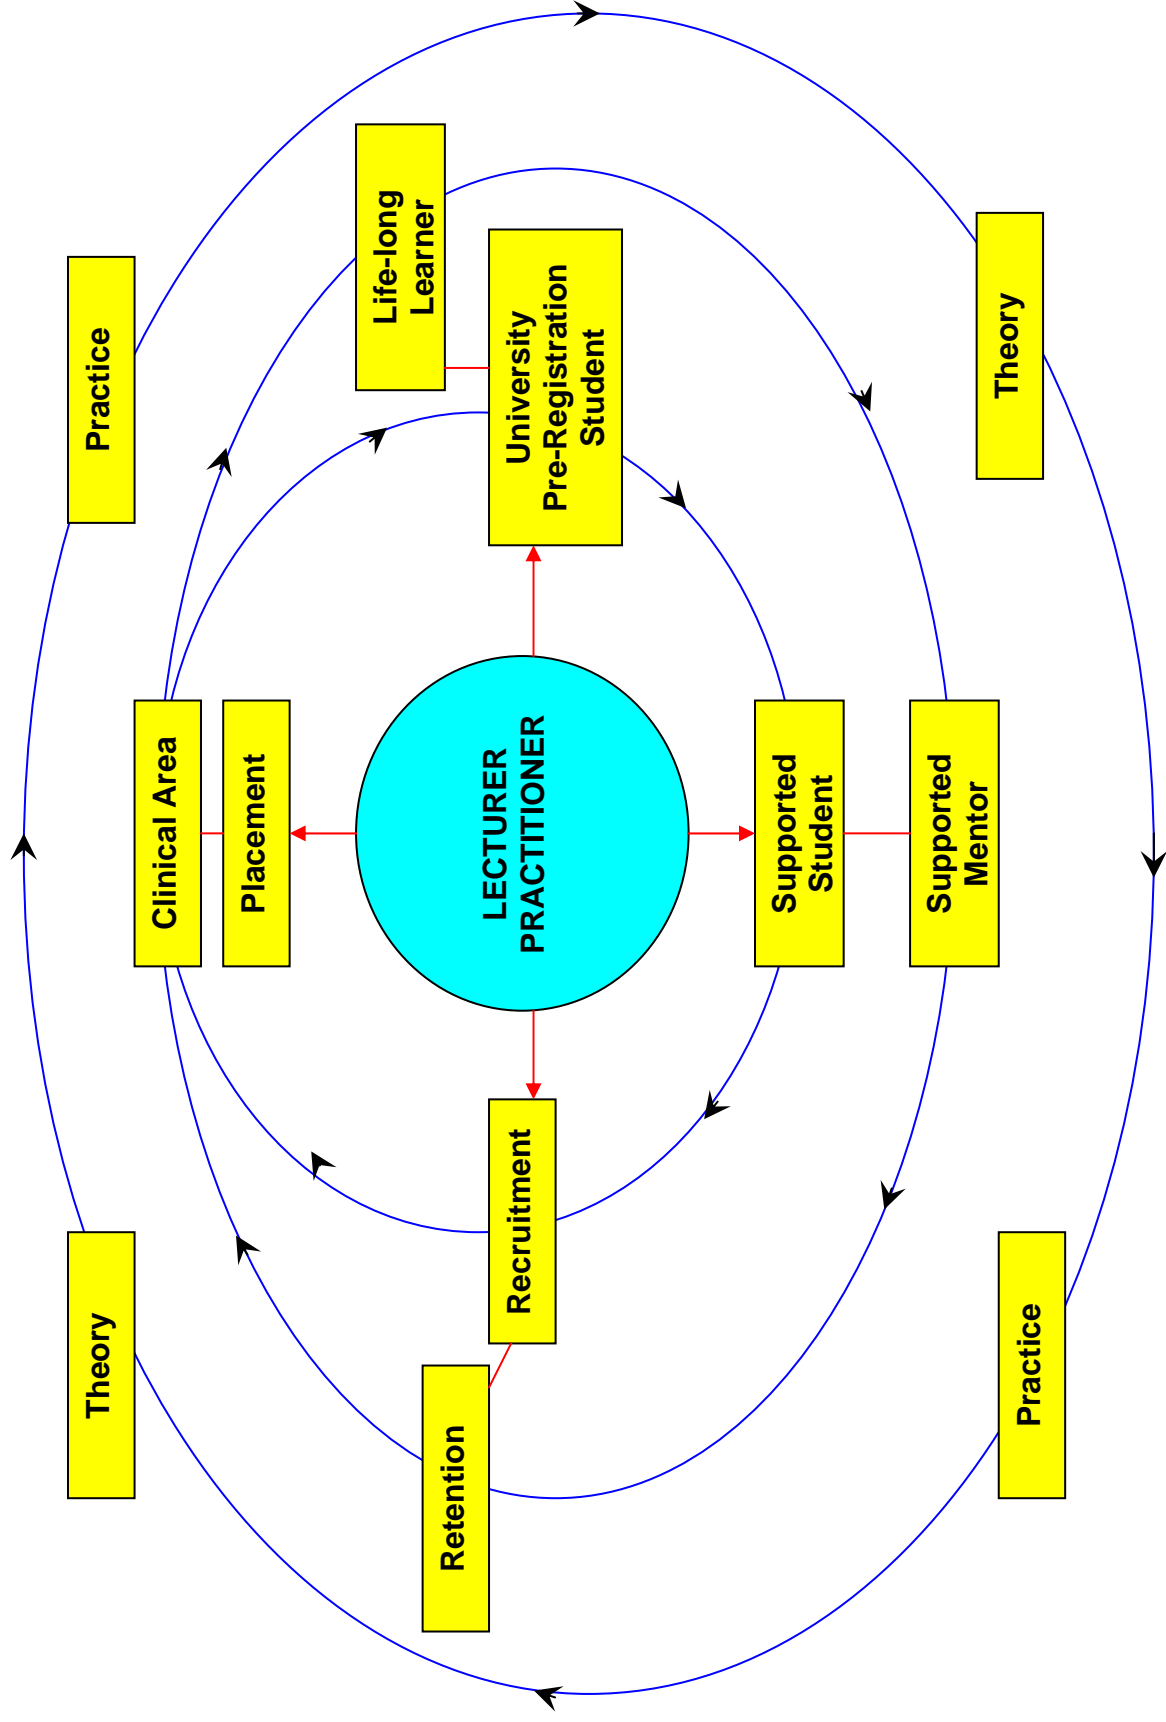 Theory
Practice
Clinical Area
Placement
Life-long
Learner
Retention
Recruitment
LECTURER
PRACTITIONER
University
Pre-Registration
Student
Supported
Student
Supported
Mentor
Practice
Theory